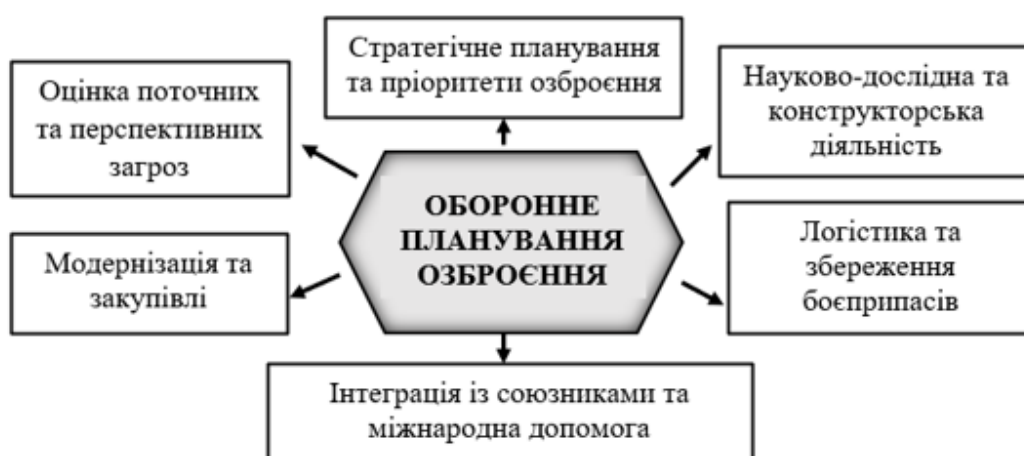 Стратегічне планування
та пріоритети озброєння
Оцінка поточних
та перспективних
загроз
Науково-дослідна та
конструкторська
діяльність
ОБОРОННЕ
ПЛАНУВАННЯ
ОЗБРОЄННЯ
Модернізація та
закупівлі
Логістика та
збереження
боєприпасів
Інтеграція із союзниками та
міжнародна допомога